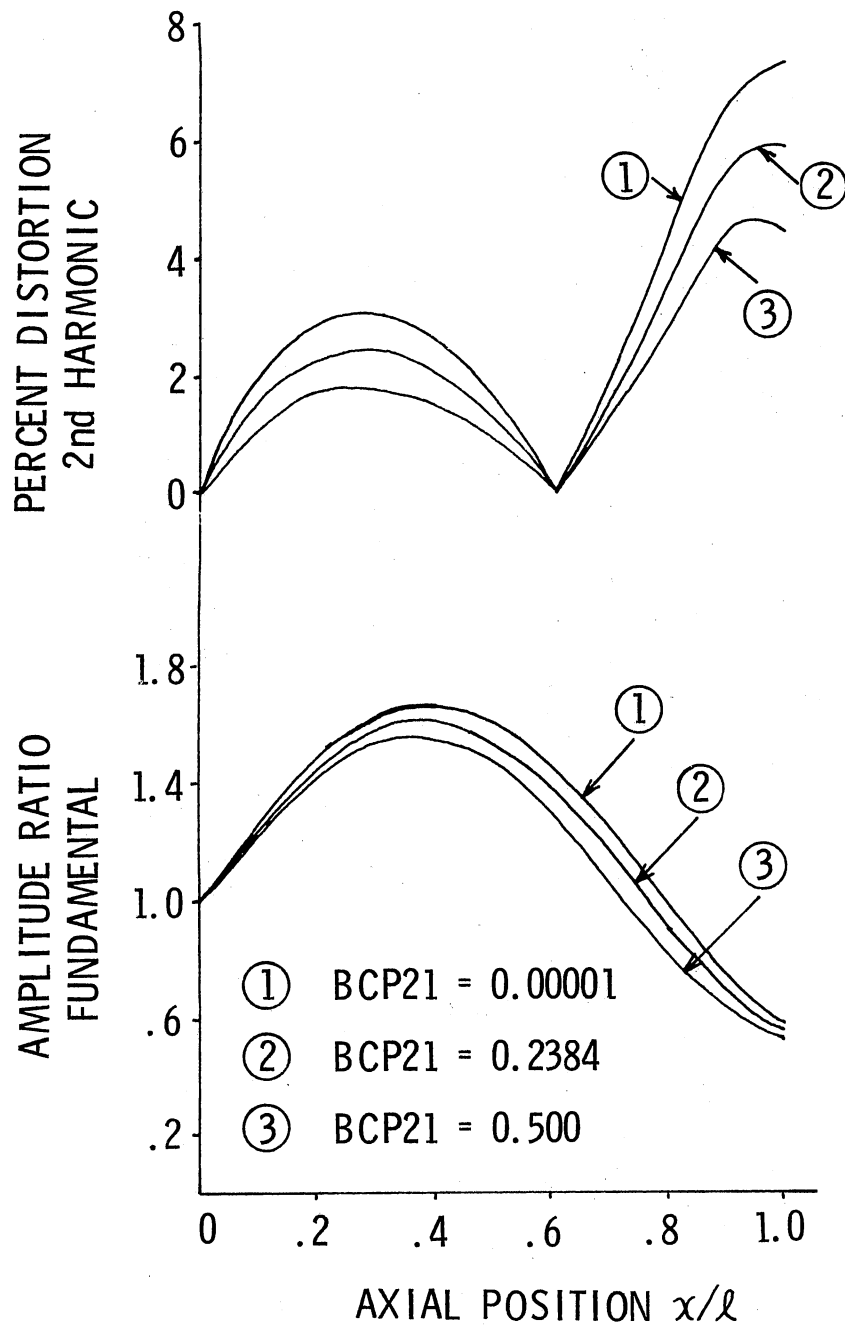 PERCENT DISTORTION
2nd HARMONIC
8
6
4
2
0
1
2
3
AMPLITUDE RATIO
FUNDAMENTAL
1.8
1.4
1.0
.6
.2
1
2
3
1 BCP21 = 0.00001
2 BCP21 = 0.2384
3 BCP21 = 0.500
0 .2 .4 .6 .8 1.0
AXIAL POSITION x/ℓ